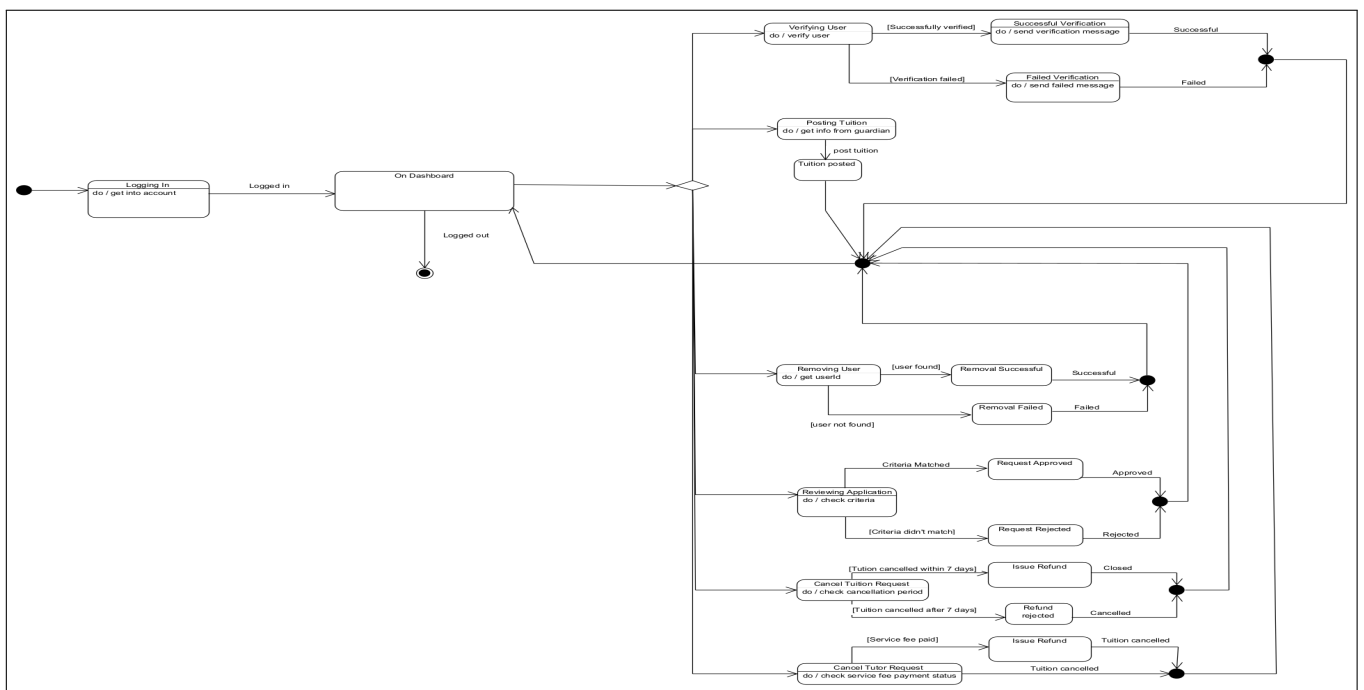 Verifying User
do / verify user
[Successfully verified]
Successful Verification
do / send verification message
Successful
[Verification failed]
Failed Verification
do / send failed message
Failed
Posting Tuition
do / get info from guardian
post tuition
Tuition posted
Logging In
do / get into account
Logged in
On Dashboard
Logged out
Removing User
do / get userId
[user found]
Removal Successful
Successful
[user not found]
Removal Failed
Failed
Reviewing Application
do / check criteria
Criteria Matched
Request Approved
Approved
[Criteria didn't match]
Request Rejected
Rejected
Cancel Tuition Request
do / check cancellation period
[Tution cancelled within 7 days]
Issue Refund
Closed
[Tuition cancelled after 7 days]
Refund
rejected
Cancelled
Cancel Tutor Request
do / check service fee payment status
[Service fee paid]
Issue Refund
Tuition cancelled
Tuition cancelled